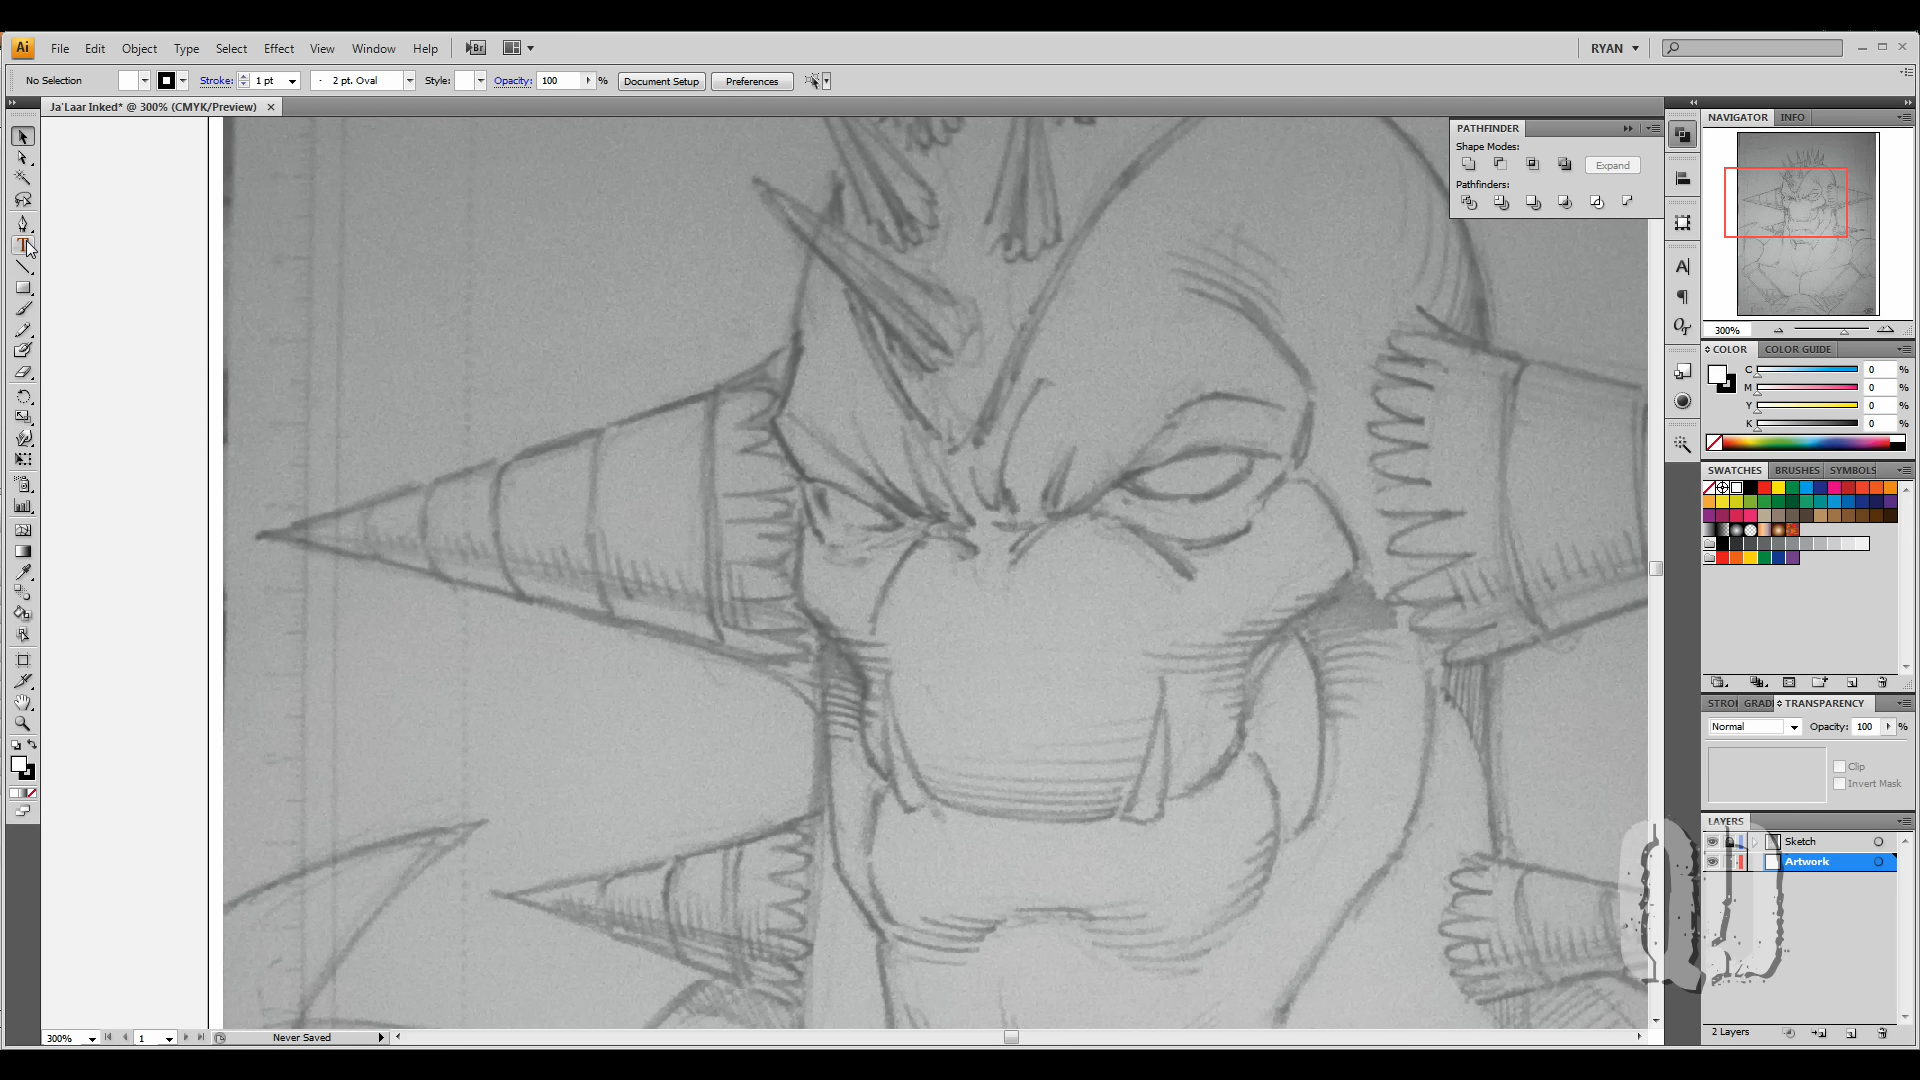 Ai File Edit Object Type Select Effect View Window Help Br RYAN
No Selection Stroke: 1 pt 2 pt. Oval Style: Opacity: 100 % Document Setup Preferences
Ja'Laar Inked* @ 300% (CMYK/Preview)
PATHFINDER
Shape Modes:
Expand
Pathfinders:
NAVIGATOR INFO
300%
COLOR COLOR GUIDE
C 0 %
M 0 %
Y 0 %
K 0 %
SWATCHES BRUSHES SYMBOLS
STRO GRAD TRANSPARENCY
Normal Opacity: 100 %
Clip
Invert Mask
LAYERS
Sketch
Artwork
2 Layers
300% 1 Never Saved